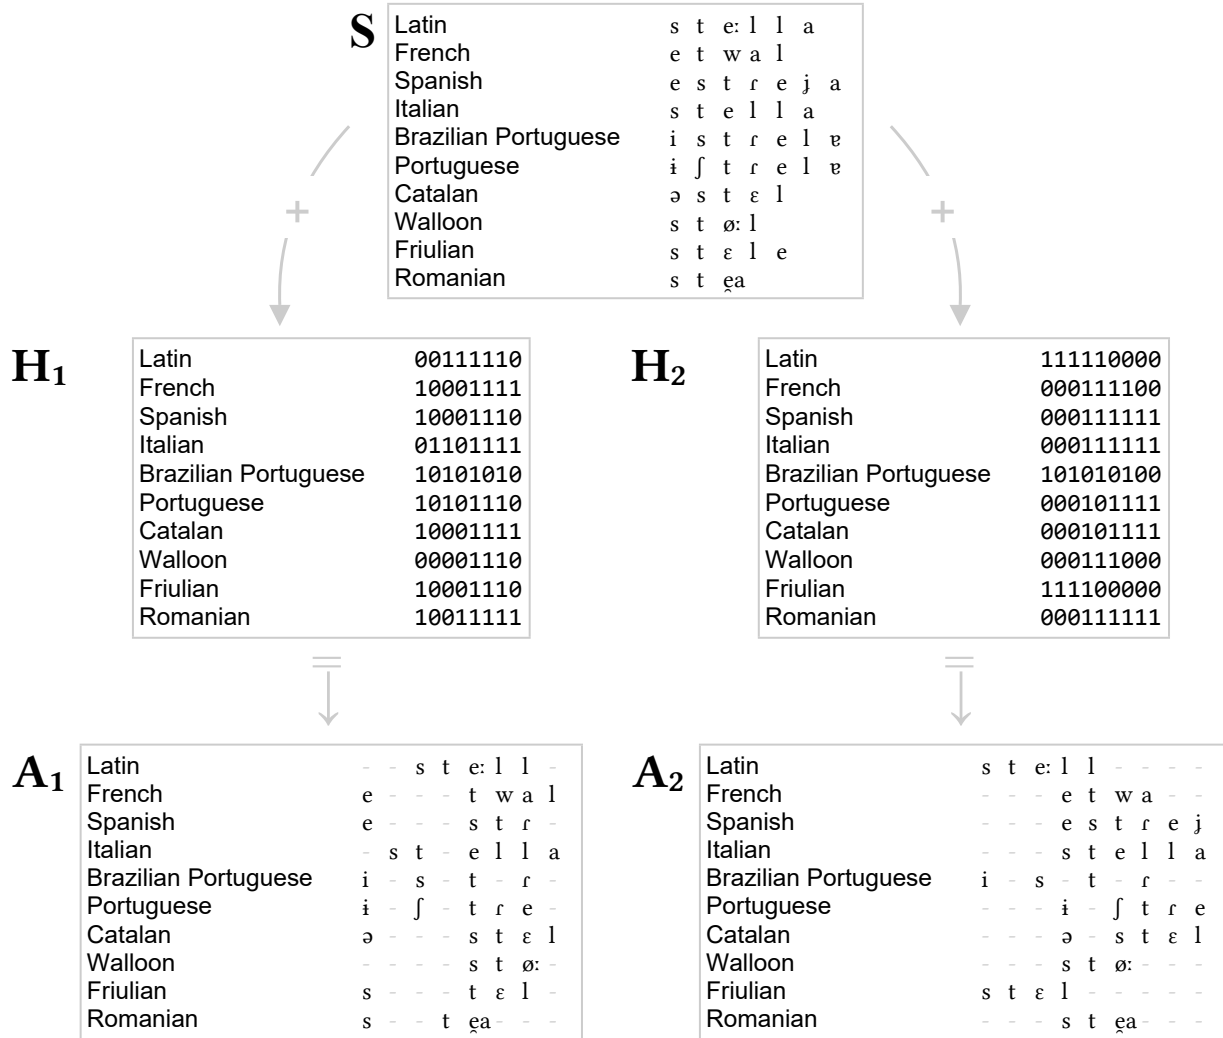 S
Latin s t eː l l a
French e t w a l
Spanish e s t ɾ e ʝ a
Italian s t e l l a
Brazilian Portuguese i s t ɾ e l ɐ
Portuguese ɨ ʃ t ɾ e l ɐ
Catalan ə s t ɛ l
Walloon s t øː l
Friulian s t ɛ l e
Romanian s t e̯a
+ +
H₁
Latin 00111110
French 10001111
Spanish 10001110
Italian 01101111
Brazilian Portuguese 10101010
Portuguese 10101110
Catalan 10001111
Walloon 00001110
Friulian 10001110
Romanian 10011111
H₂
Latin 111110000
French 000111100
Spanish 000111111
Italian 000111111
Brazilian Portuguese 101010100
Portuguese 000101111
Catalan 000101111
Walloon 000111000
Friulian 111100000
Romanian 000111111
A₁
Latin - - s t eː l l -
French e - - - t w a l
Spanish e - - - s t ɾ -
Italian - s t - e l l a
Brazilian Portuguese i - s - t - ɾ -
Portuguese ɨ - ʃ - t ɾ e -
Catalan ə - - - s t ɛ l
Walloon - - - - s t øː -
Friulian s - - - t ɛ l -
Romanian s - - t e̯a - - -
A₂
Latin s t eː l l - - - -
French - - - e t w a - -
Spanish - - - e s t ɾ e ʝ
Italian - - - s t e l l a
Brazilian Portuguese i - s - t - ɾ - -
Portuguese - - - ɨ - ʃ t ɾ e
Catalan - - - ə - s t ɛ l
Walloon - - - s t øː - - -
Friulian s t ɛ l - - - - -
Romanian - - - s t e̯a - - -